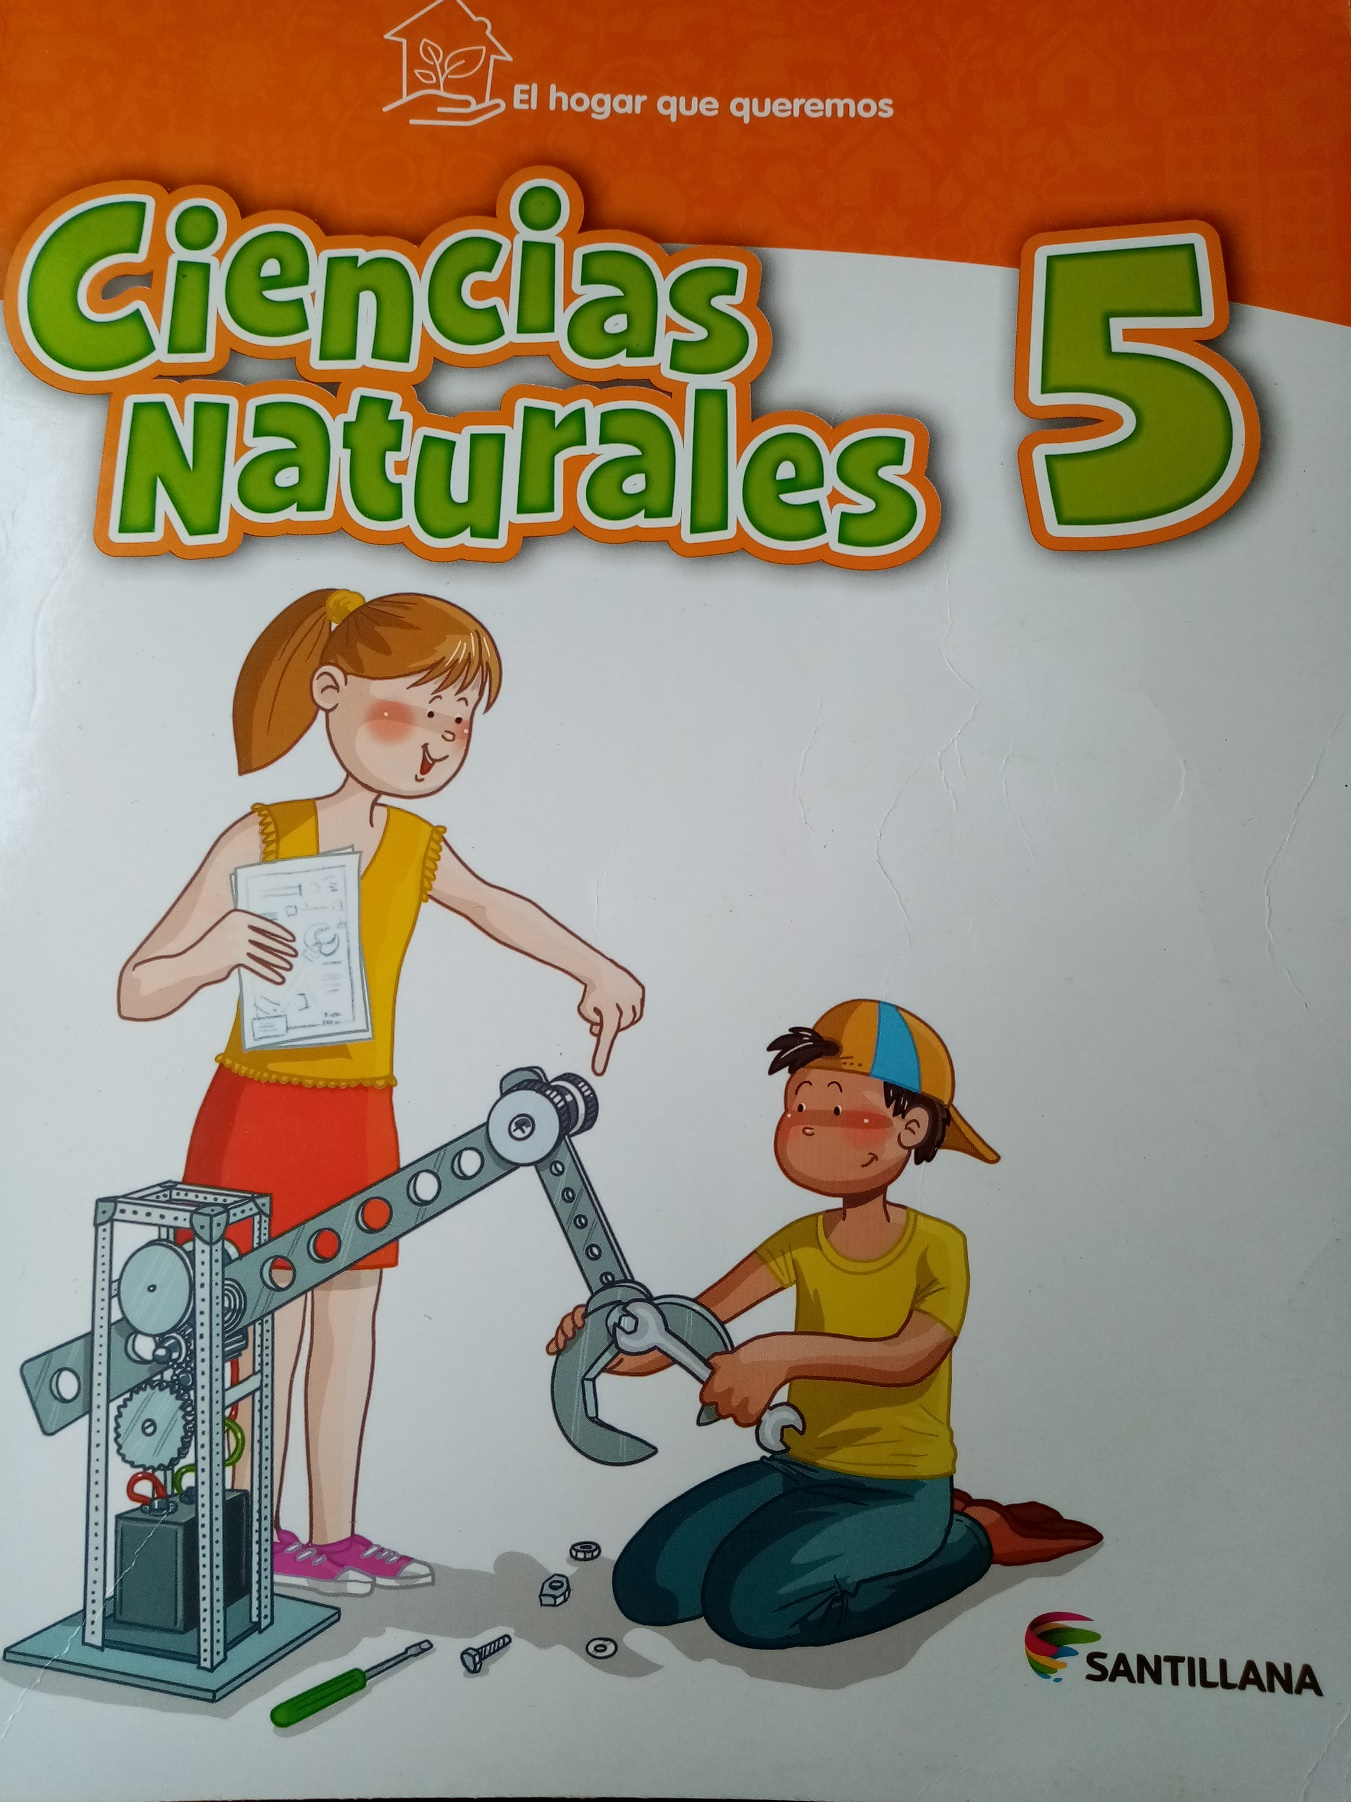 El hogar que queremos
Ciencias
Naturales
5
SANTILLANA